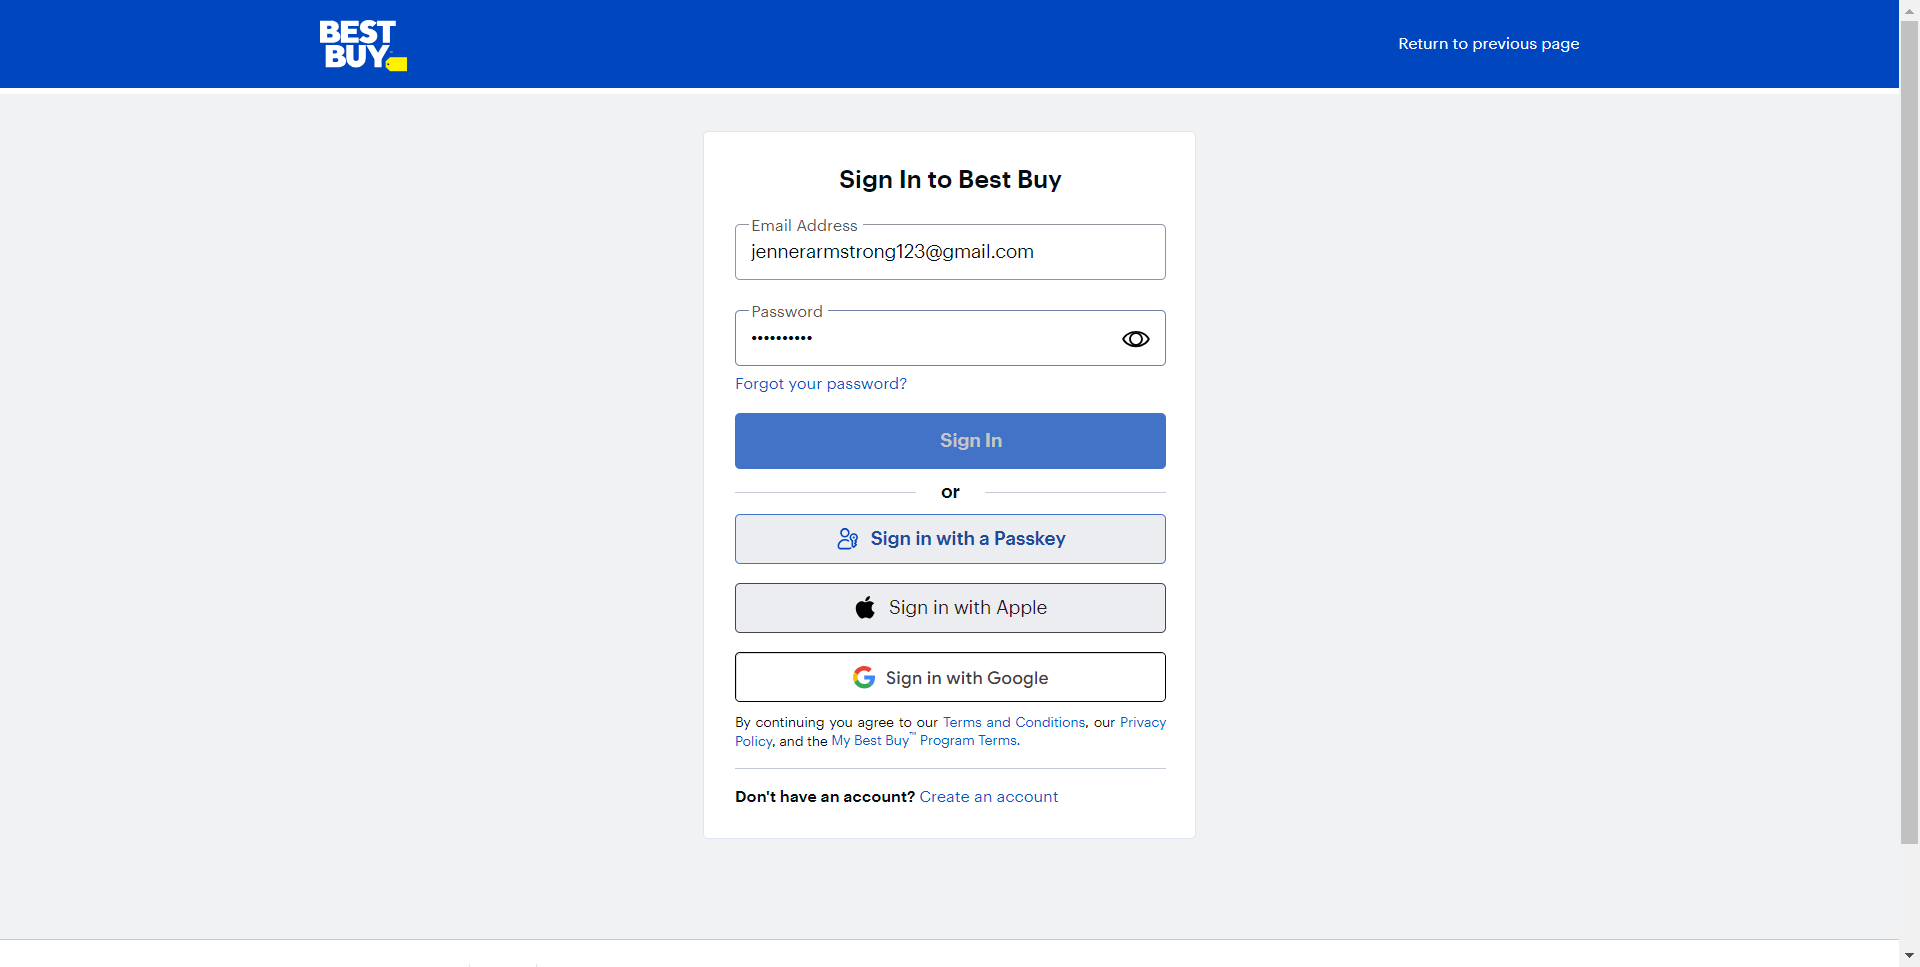 BEST
BUY
Return to previous page
Sign In to Best Buy
Email Address
jennerarmstrong123@gmail.com
Password
••••••••••
Forgot your password?
Sign In
or
Sign in with a Passkey
Sign in with Apple
Sign in with Google
By continuing you agree to our Terms and Conditions, our Privacy
Policy, and the My Best Buy™ Program Terms.
Don't have an account? Create an account